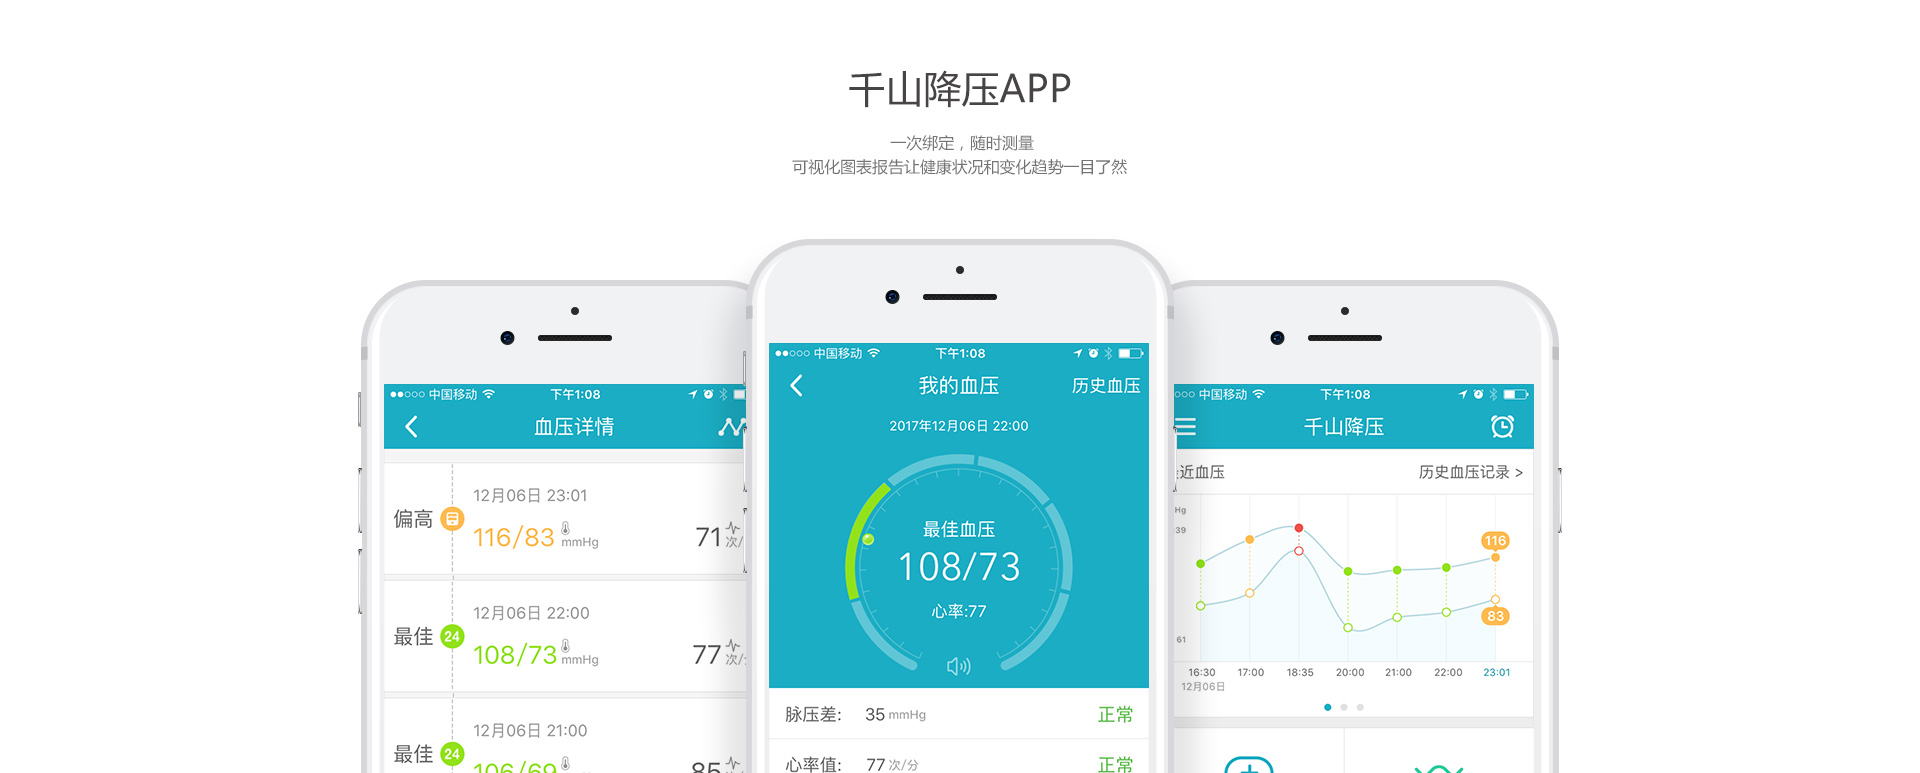 千山降压APP
一次绑定，随时测量
可视化图表报告让健康状况和变化趋势一目了然
中国移动 下午1:08
血压详情
12月06日 23:01
偏高 116/83 mmHg 71 次/
12月06日 22:00
最佳 24 108/73 mmHg 77 次/
12月06日 21:00
最佳 24 106/69 85
中国移动 下午1:08
我的血压 历史血压
2017年12月06日 22:00
最佳血压
108/73
心率:77
脉压差: 35 mmHg 正常
心率值: 77 次/分 正常
中国移动 下午1:08
千山降压
近血压 历史血压记录 >
Hg
39
116
83
61
16:30 17:00 18:35 20:00 21:00 22:00 23:01
12月06日